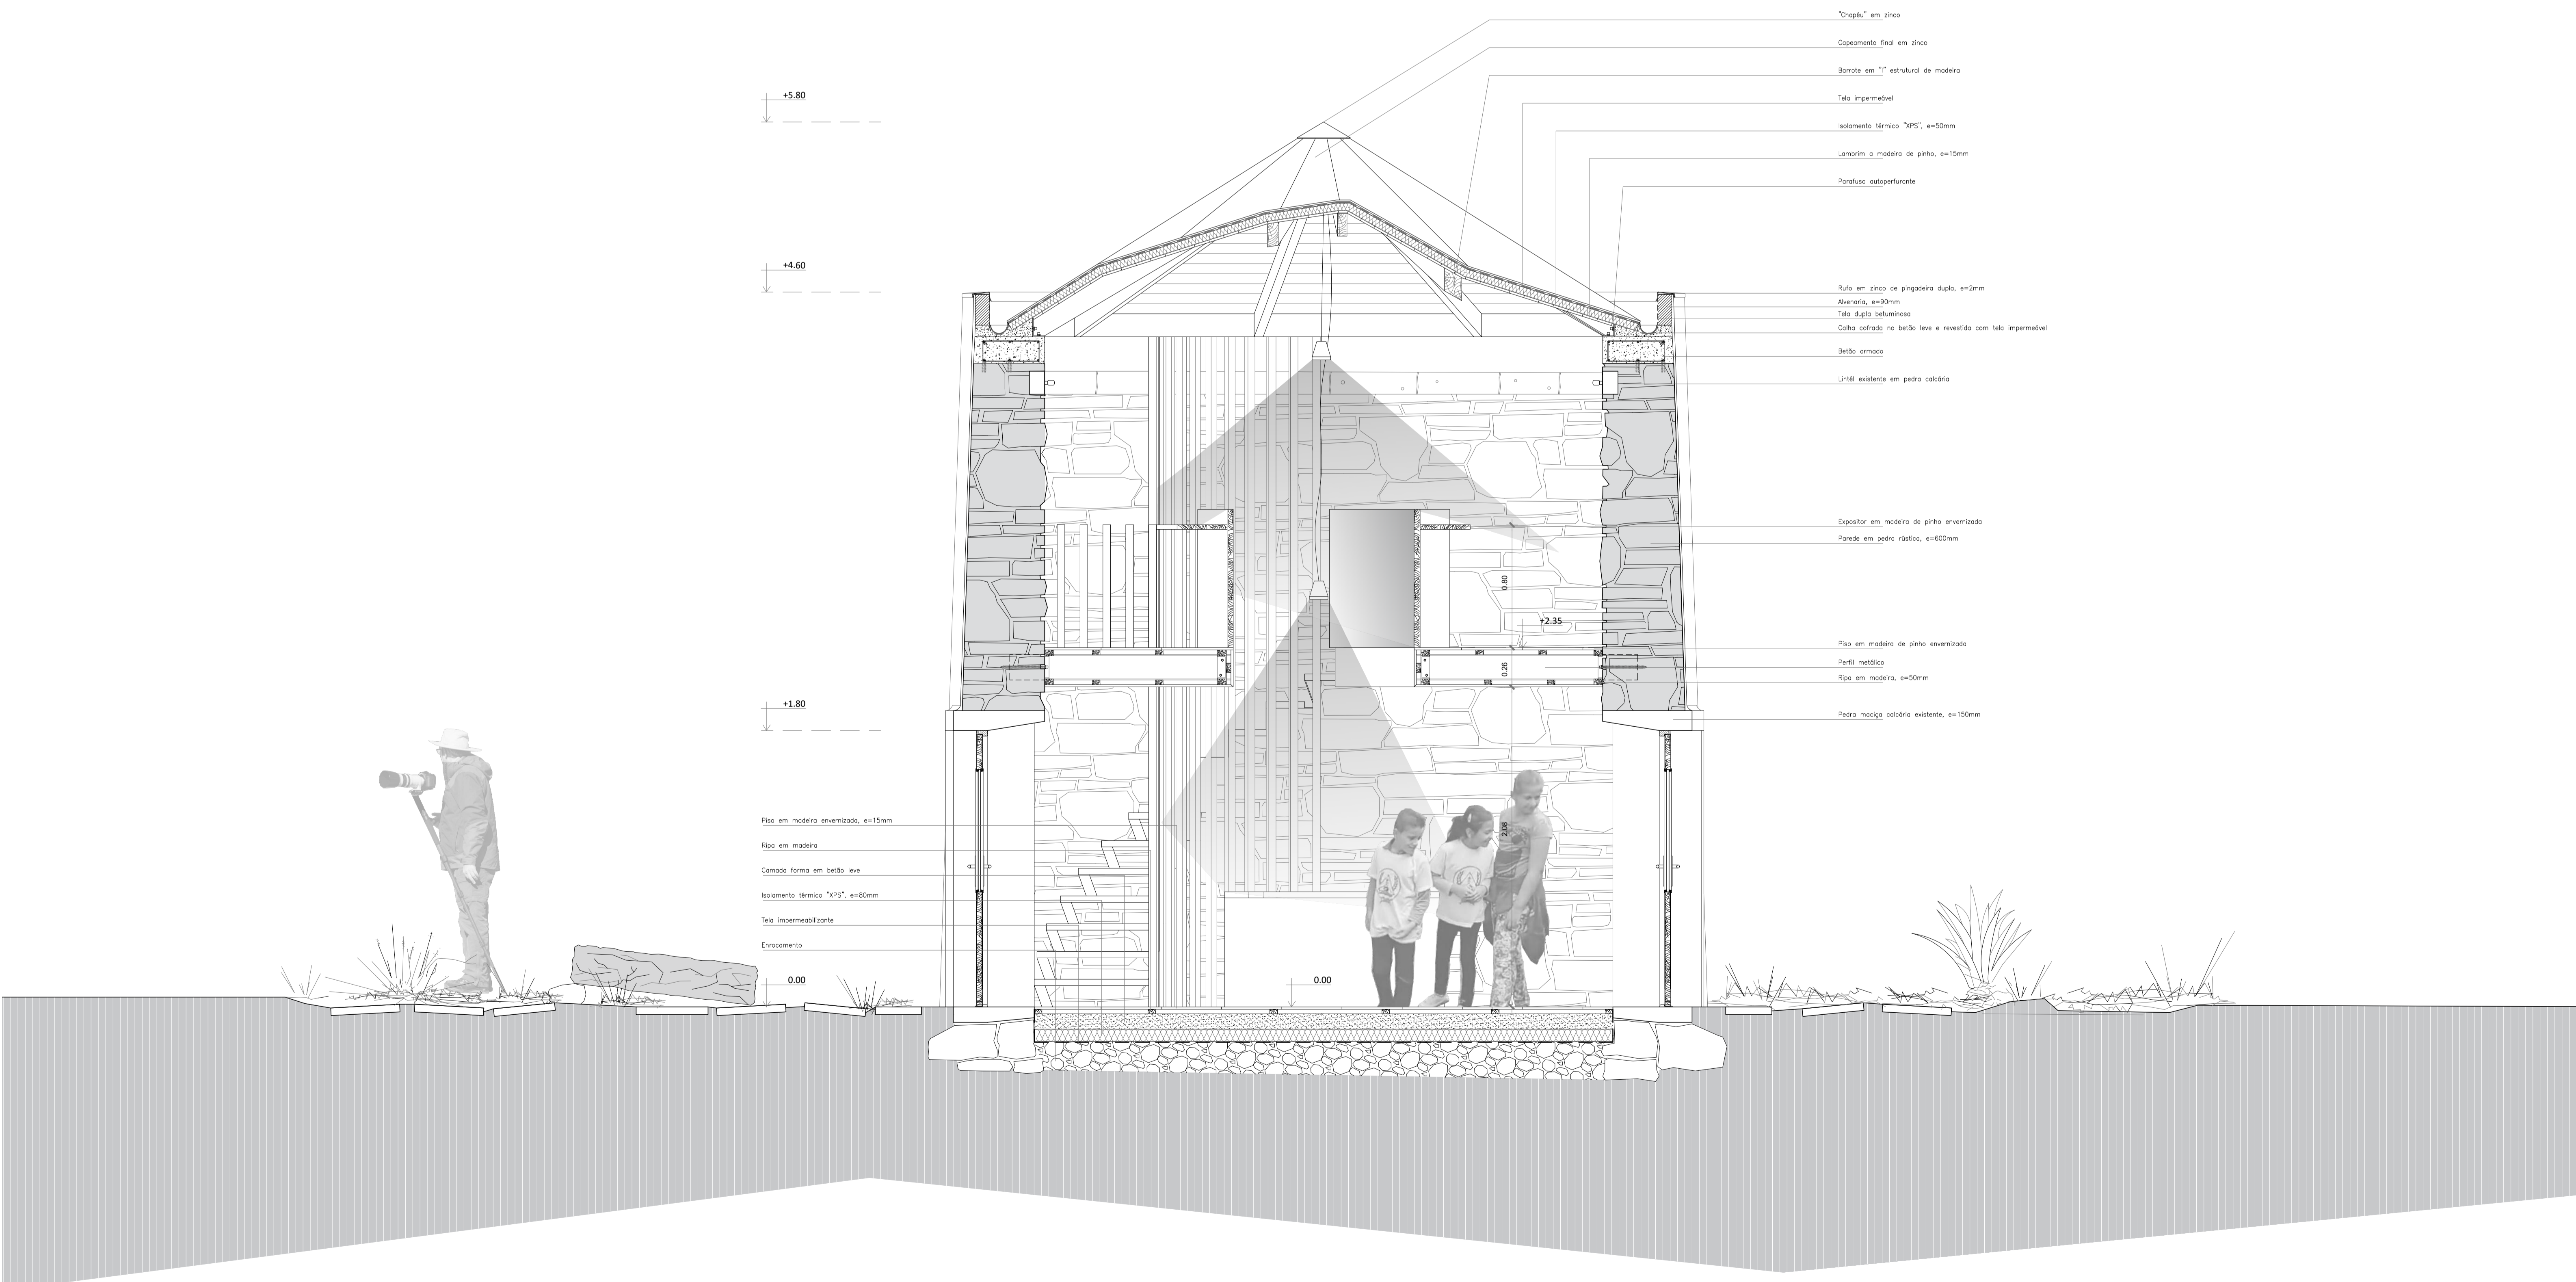 "Chapéu" em zinco
Capeamento final em zinco
Barrote em "I" estrutural de madeira
Tela impermeável
Isolamento térmico "XPS", e=50mm
Lambrim a madeira de pinho, e=15mm
Parafuso autoperfurante
Rufo em zinco de pingadeira dupla, e=2mm
Alvenaria, e=90mm
Tela dupla betuminosa
Calha cofrada no betão leve e revestida com tela impermeável
Betão armado
Lintél existente em pedra calcária
Expositor em madeira de pinho envernizada
Parede em pedra rústica, e=600mm
Piso em madeira de pinho envernizada
Perfil metálico
Ripa em madeira, e=50mm
Pedra maciça calcária existente, e=150mm
+5.80
+4.60
+1.80
0.00
Piso em madeira envernizada, e=15mm
Ripa em madeira
Camada forma em betão leve
Isolamento térmico "XPS", e=80mm
Tela impermeabilizante
Enrocamento
0.80
+2.35
0.26
2.08
0.00